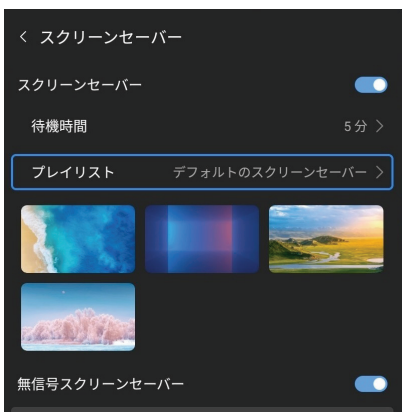 スクリーンセーバー
スクリーンセーバー
待機時間 5分
プレイリスト デフォルトのスクリーンセーバー
無信号スクリーンセーバー